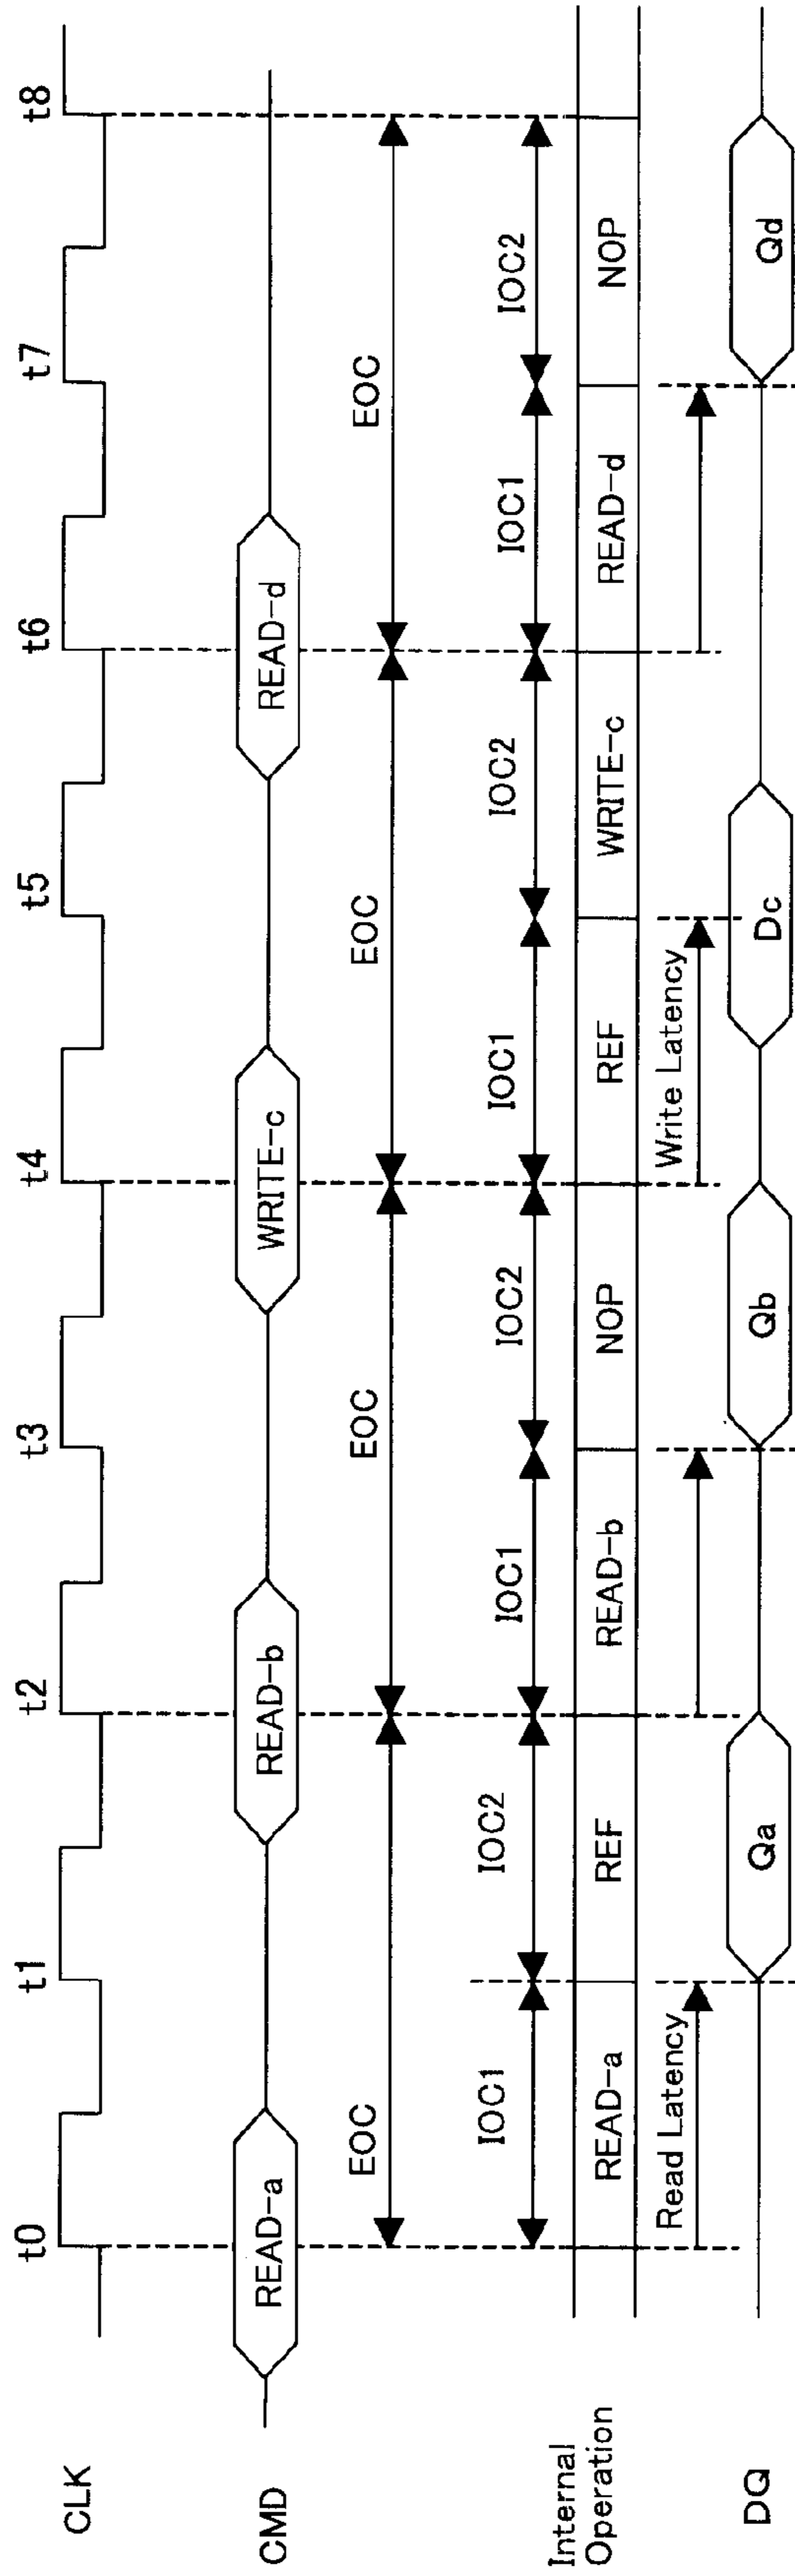 t0 t1 t2 t3 t4 t5 t6 t7 t8
CLK
CMD READ-a READ-b WRITE-c READ-d
EOC EOC EOC EOC
IOC1 IOC2 IOC1 IOC2 IOC1 IOC2 IOC1 IOC2
Internal
Operation
READ-a REF READ-b NOP REF WRITE-c READ-d NOP
Read Latency Write Latency
DQ Qa Qb Dc Qd